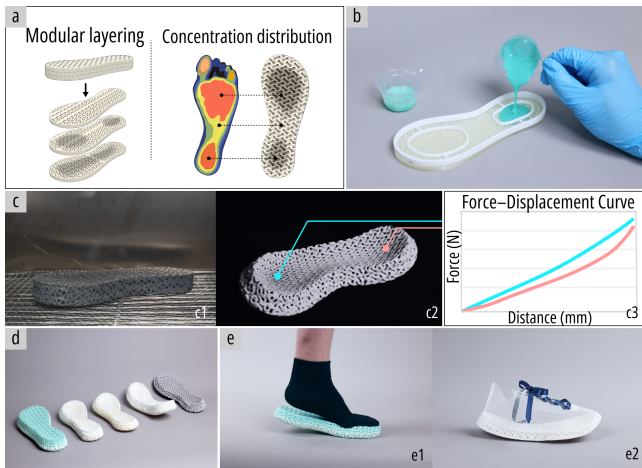 a
Modular layering
Concentration distribution
b
c
c1
c2
Force–Displacement Curve
Force (N)
Distance (mm)
c3
d
e
e1
e2